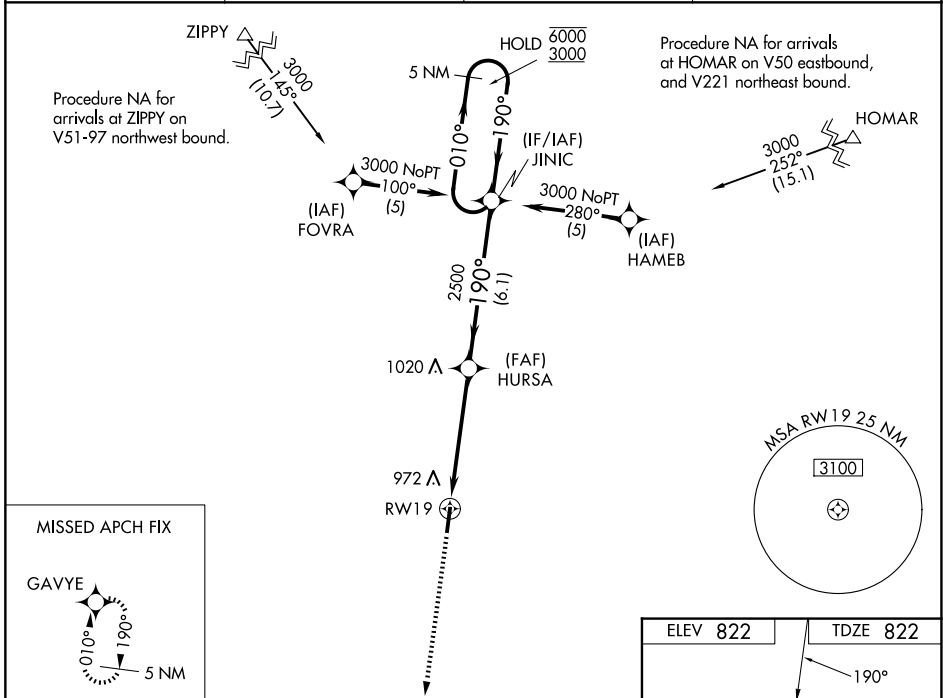 ZIPPY
3000
145°
(10.7)
Procedure NA for
arrivals at ZIPPY on
V51-97 northwest bound.
HOLD 6000
3000
5 NM
010°
190°
Procedure NA for arrivals
at HOMAR on V50 eastbound,
and V221 northeast bound.
HOMAR
3000
252°
(15.1)
(IF/IAF)
JINIC
3000 NoPT
100°
(5)
(IAF)
FOVRA
3000 NoPT
280°
(5)
(IAF)
HAMEB
2500
190°
(6.1)
1020
(FAF)
HURSA
972
RW19
MSA RW19 25 NM
3100
MISSED APCH FIX
GAVYE
010°
190°
5 NM
ELEV 822
TDZE 822
190°